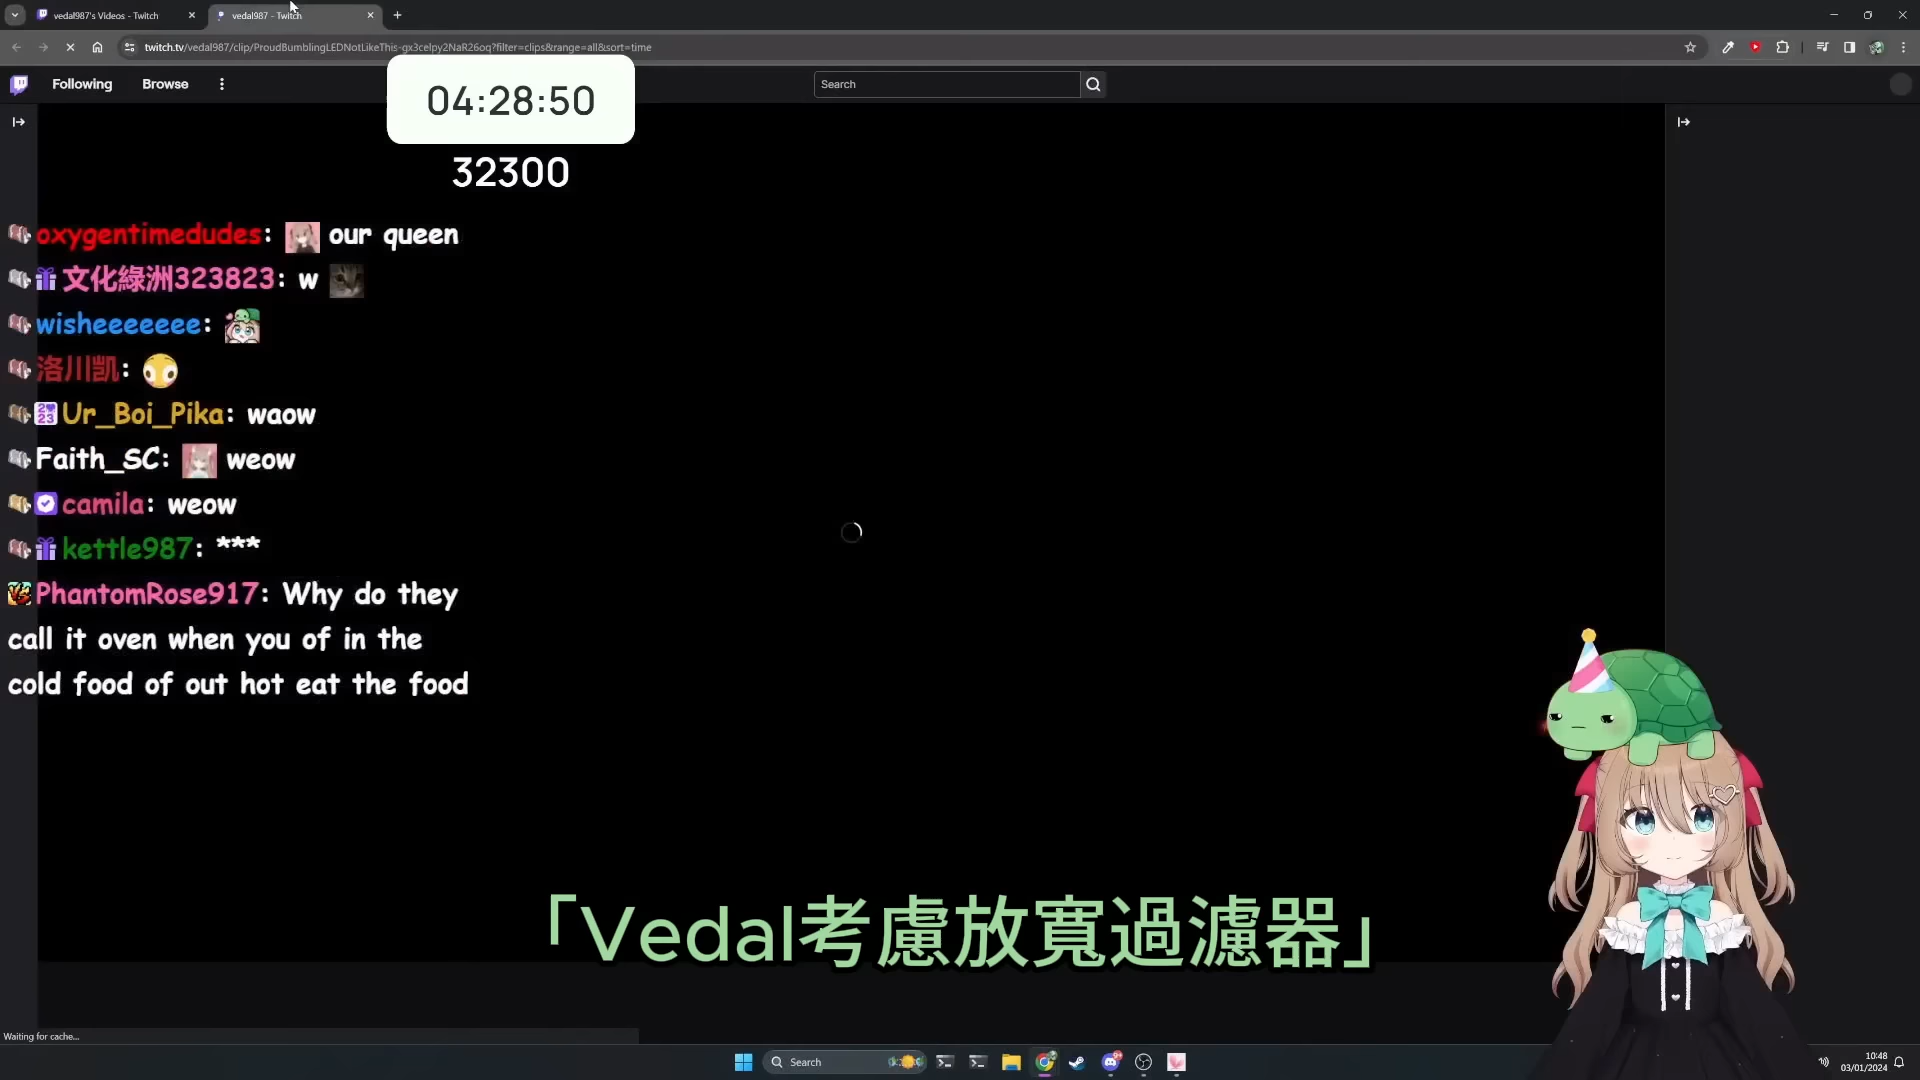 vedal987's Videos - Twitch
vedal987 - Twitch
twitch.tv/vedal987/clip/ProudBumblingLEDNotLikeThis-gx3celpy2NaR26oq?filter=clips&range=all&sort=time
Following
Browse
Search
04:28:50
32300
oxygentimedudes: our queen
文化綠洲323823: w
wisheeeeeee:
洛川凯:
Ur_Boi_Pika: waow
Faith_SC: weow
camila: weow
kettle987: ***
PhantomRose917: Why do they
call it oven when you of in the
cold food of out hot eat the food
「Vedal考慮放寬過濾器」
Waiting for cache...
Search
10:48
03/01/2024